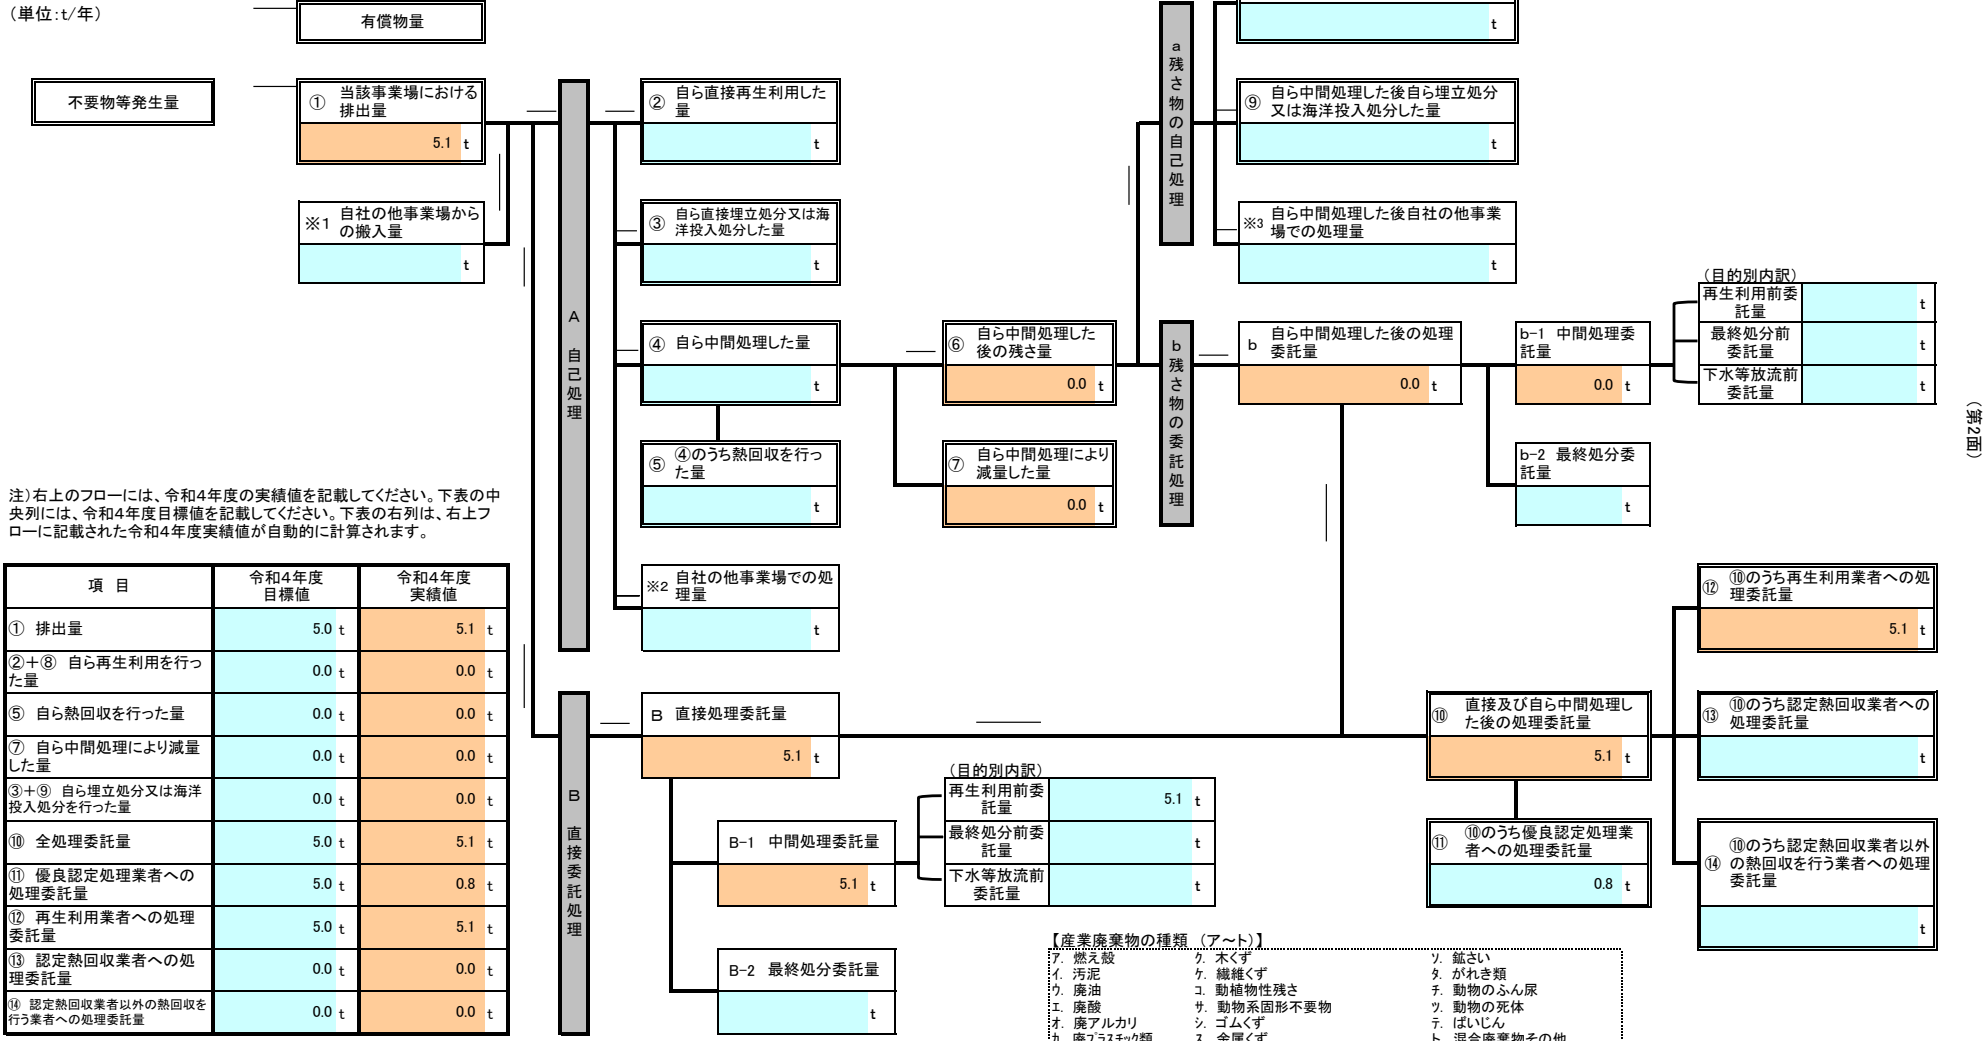 （単位：t/年）
有償物量
不要物等発生量
① 当該事業場における
排出量
5.1 t
※1 自社の他事業場から
の搬入量
t
A 自己処理
② 自ら直接再生利用した
量
t
③ 自ら直接埋立処分又は海
洋投入処分した量
t
④ 自ら中間処理した量
t
⑤ ④のうち熱回収を行っ
た量
t
※2 自社の他事業場での処
理量
t
⑥ 自ら中間処理した
後の残さ量
0.0 t
⑦ 自ら中間処理により
減量した量
0.0 t
a 残さ物の自己処理
t
⑨ 自ら中間処理した後自ら埋立処分
又は海洋投入処分した量
t
※3 自ら中間処理した後自社の他事業
場での処理量
t
b 残さ物の委託処理
b 自ら中間処理した後の処理
委託量
0.0 t
b-1 中間処理委
託量
0.0 t
b-2 最終処分委
託量
t
（目的別内訳）
再生利用前委
託量
t
最終処分前
委託量
t
下水等放流前
委託量
t
（第2面）
注）右上のフローには、令和4年度の実績値を記載してください。下表の中
央列には、令和4年度目標値を記載してください。下表の右列は、右上フ
ローに記載された令和4年度実績値が自動的に計算されます。
項 目 令和4年度
目標値 令和4年度
実績値
① 排出量 5.0 t 5.1 t
②＋⑧ 自ら再生利用を行っ
た量 0.0 t 0.0 t
⑤ 自ら熱回収を行った量 0.0 t 0.0 t
⑦ 自ら中間処理により減量
した量 0.0 t 0.0 t
③＋⑨ 自ら埋立処分又は海洋
投入処分を行った量 0.0 t 0.0 t
⑩ 全処理委託量 5.0 t 5.1 t
⑪ 優良認定処理業者への
処理委託量 5.0 t 0.8 t
⑫ 再生利用業者への処理
委託量 5.0 t 5.1 t
⑬ 認定熱回収業者への処
理委託量 0.0 t 0.0 t
⑭ 認定熱回収業者以外の熱回収を
行う業者への処理委託量 0.0 t 0.0 t
B 直接委託処理
B 直接処理委託量
5.1 t
B-1 中間処理委託量
5.1 t
B-2 最終処分委託量
t
（目的別内訳）
再生利用前委
託量
5.1 t
最終処分前委
託量
t
下水等放流前
委託量
t
⑩ 直接及び自ら中間処理し
た後の処理委託量
5.1 t
⑪ ⑩のうち優良認定処理業
者への処理委託量
0.8 t
⑫ ⑩のうち再生利用業者への処
理委託量
5.1 t
⑬ ⑩のうち認定熱回収業者への
処理委託量
t
⑭ ⑩のうち認定熱回収業者以外
の熱回収を行う業者への処理
委託量
t
【産業廃棄物の種類 （ア～ト）】
ア. 燃え殻 ク. 木くず ソ. 鉱さい
イ. 汚泥 ケ. 繊維くず タ. がれき類
ウ. 廃油 コ. 動植物性残さ チ. 動物のふん尿
エ. 廃酸 サ. 動物系固形不要物 ツ. 動物の死体
オ. 廃アルカリ シ. ゴムくず テ. ばいじん
カ. 廃プラスチック類 ス. 金属くず ト. 混合廃棄物その他